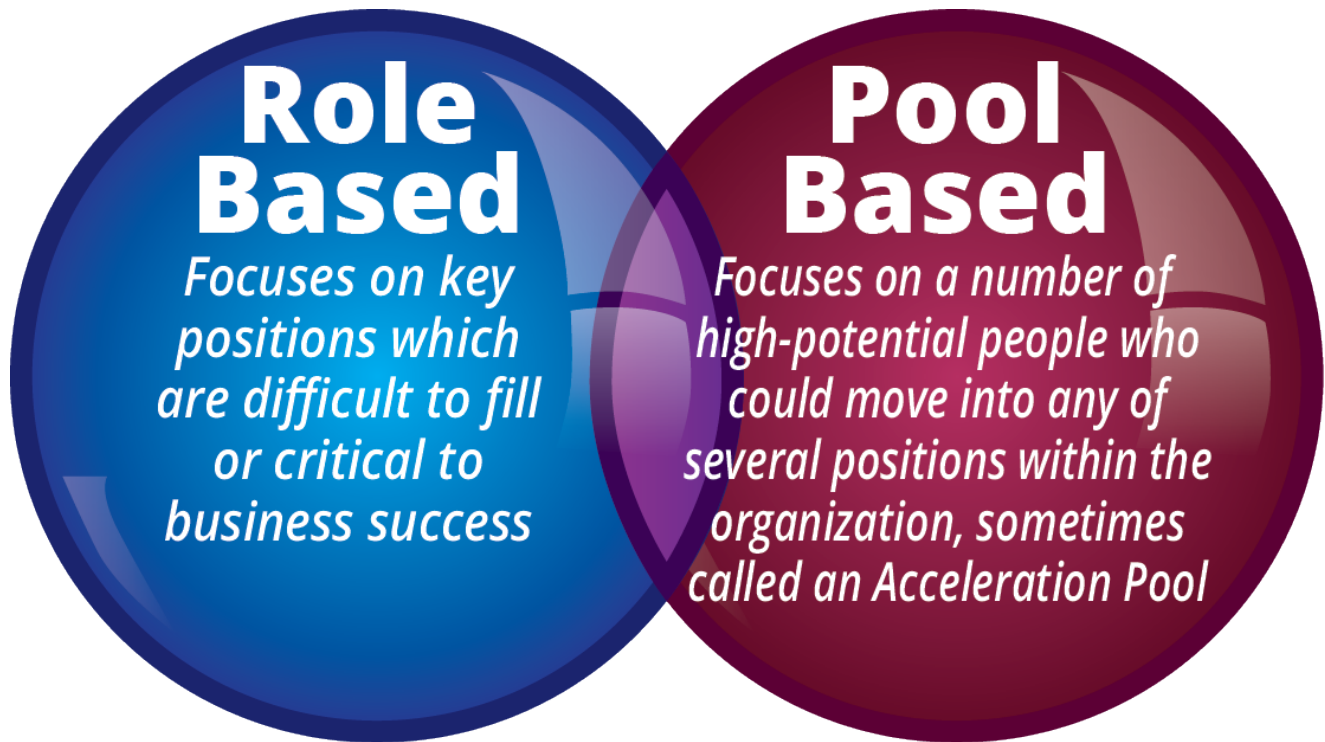 Role
Based
Focuses on key
positions which
are difficult to fill
or critical to
business success
Pool
Based
Focuses on a number of
high-potential people who
could move into any of
several positions within the
organization, sometimes
called an Acceleration Pool